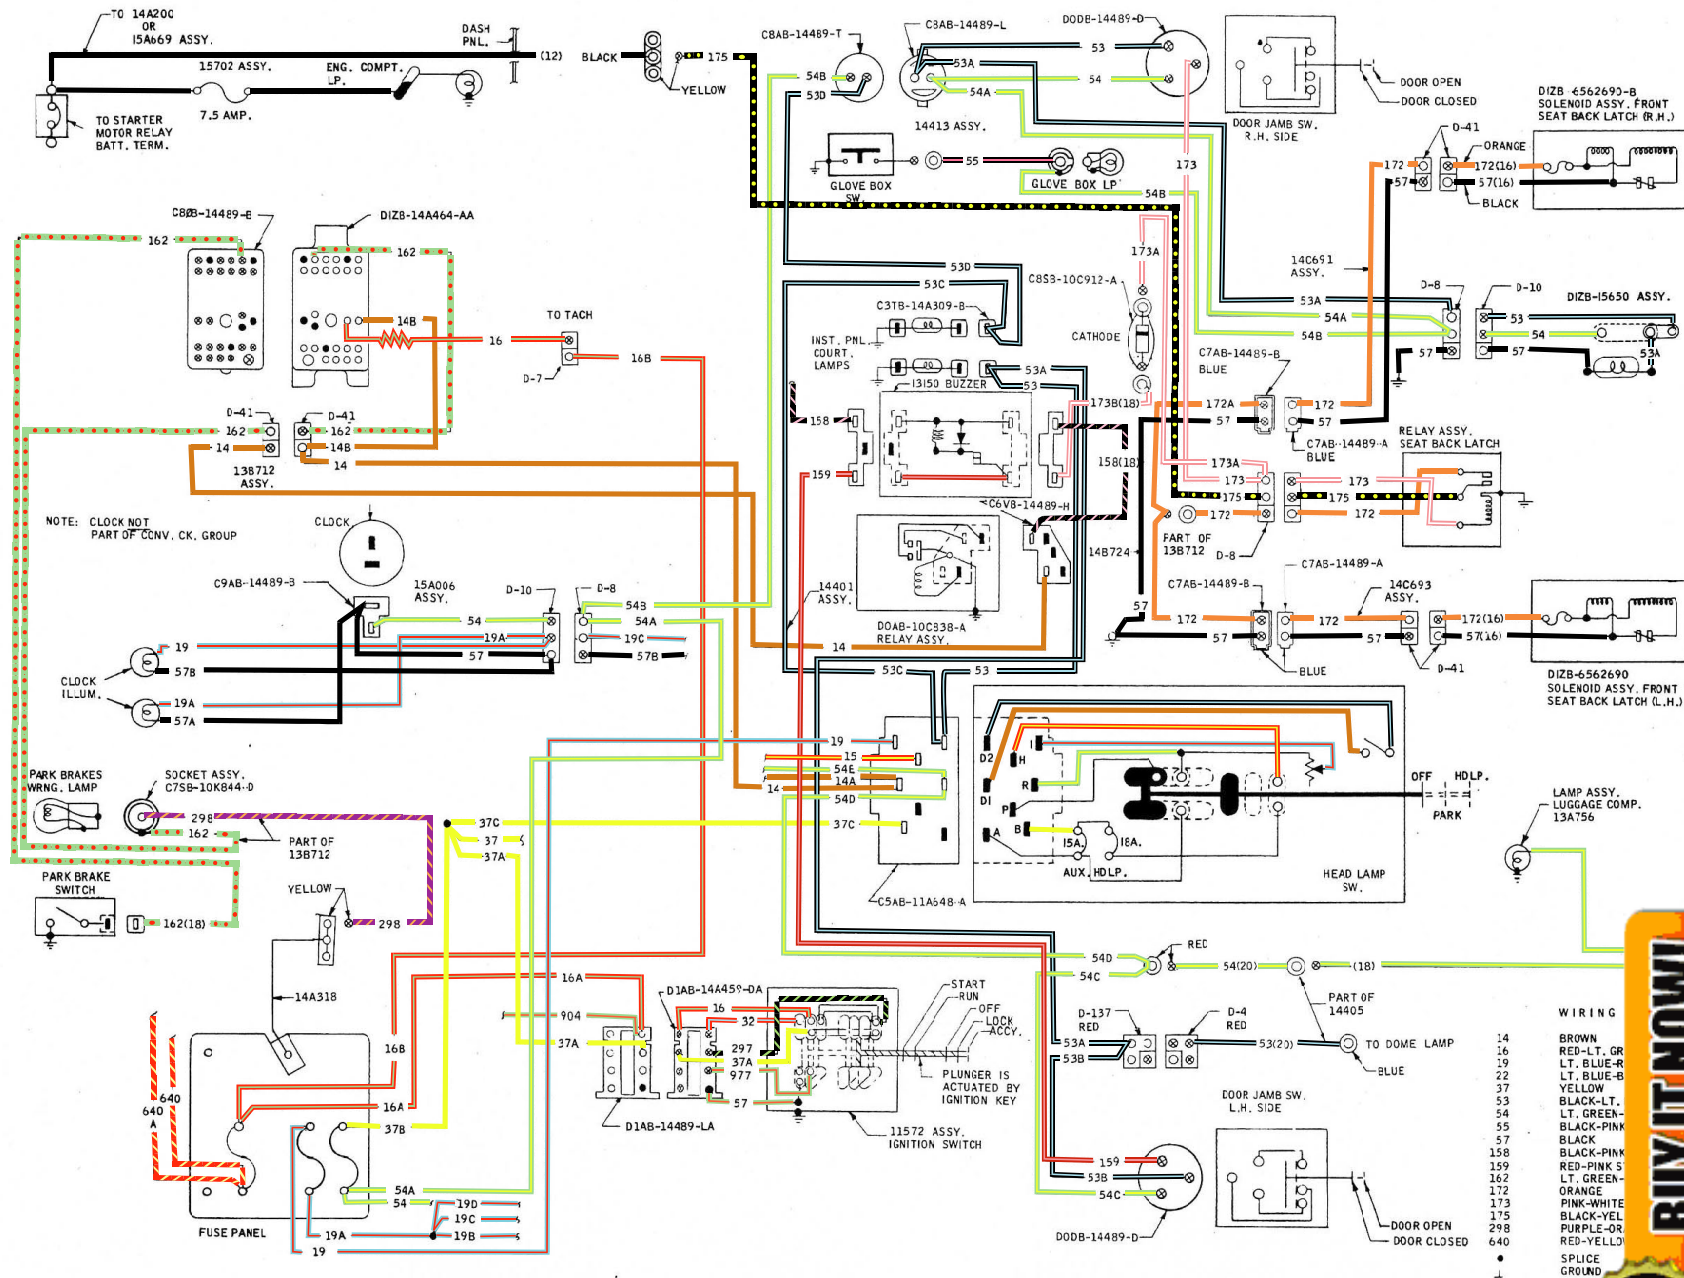 TO 14A200
OR
15A669 ASSY.
DASH
PNL.
(12)
BLACK
175
YELLOW
15702 ASSY.
ENG. COMPT.
LP.
7.5 AMP.
TO STARTER
MOTOR RELAY
BATT. TERM.
C8AB-14489-T
C8AB-14489-L
D0DB-14489-D
54B
53D
53
53A
54
54A
14413 ASSY.
DOOR OPEN
DOOR CLOSED
DOOR JAMB SW.
R.H. SIDE
173
GLOVE BOX
SW.
55
GLOVE BOX LP
54B
D1ZB-6562690-B
SOLENOID ASSY. FRONT
SEAT BACK LATCH (R.H.)
D-41
ORANGE
172
172(16)
57
57(16)
BLACK
14C691
ASSY.
D1ZB-14A464-AA
162
162
14B
16
TO TACH
16B
D-7
D-41
D-41
162
162
14
14B
14
13B712
ASSY.
53D
53C
C3TB-14A309-B
INST. PNL.
COURT.
LAMPS
53A
53
13150 BUZZER
158
159
173A
C8SB-10C912-A
CATHODE
173B(18)
158(18)
C6VB-14489-H
C7AB-14489-B
BLUE
172A
57
172
57
C7AB-14489-A
BLUE
53A
54A
54B
57
D-8
D-10
D1ZB-15650 ASSY.
53
54
57
53A
RELAY ASSY.
SEAT BACK LATCH
173A
173
175
172
173
175
172
PART OF
13B712
D-8
14B724
NOTE: CLOCK NOT
PART OF CONV. CK. GROUP
CLOCK
C9AB-14489-B
15A006
ASSY.
D-10
D-8
54
19A
57
54B
54A
19C
57B
19
57B
CLOCK
ILLUM.
19A
57A
14401
ASSY.
D0AB-10C838-A
RELAY ASSY.
14
53C
53
57
C7AB-14489-B
C7AB-14489-A
14C693
ASSY.
172
57
172
57
BLUE
172(16)
57(16)
D-41
D1ZB-6562690
SOLENOID ASSY. FRONT
SEAT BACK LATCH (L.H.)
19
15
54E
14A
14
54D
37C
C5AB-11A648-A
D2
H
I
D1
R
P
A
B
15A.
18A.
AUX. HDLP.
OFF
HDLP.
PARK
HEAD LAMP
SW.
LAMP ASSY.
LUGGAGE COMP.
13A756
PARK BRAKES
WRNG. LAMP
SOCKET ASSY.
C7SB-10K844-D
298
162
PART OF
13B712
37C
37
37A
PARK BRAKE
SWITCH
162(18)
YELLOW
298
14A318
16B
16A
16A
640
640
A
37B
54A
54
19D
19C
19B
19A
19
FUSE PANEL
904
37A
D1AB-14489-LA
D1AB-14A459-DA
16
32
297
37A
977
57
START
RUN
OFF
LOCK
ACCY.
PLUNGER IS
ACTUATED BY
IGNITION KEY
11572 ASSY.
IGNITION SWITCH
54D
54C
RED
54(20)
(18)
PART OF
14405
D-137
RED
D-4
RED
53A
53B
53(20)
TO DOME LAMP
BLUE
159
53B
54C
D0DB-14489-D
DOOR JAMB SW.
L.H. SIDE
DOOR OPEN
DOOR CLOSED
WIRING
14 BROWN
16 RED-LT. GR
19 LT. BLUE-R
22 LT. BLUE-B
37 YELLOW
53 BLACK-LT.
54 LT. GREEN-
55 BLACK-PINK
57 BLACK
158 BLACK-PINK
159 RED-PINK S
162 LT. GREEN-
172 ORANGE
173 PINK-WHITE
175 BLACK-YEL
298 PURPLE-OR
640 RED-YELLO
SPLICE
GROUND
BUY IT NOW!